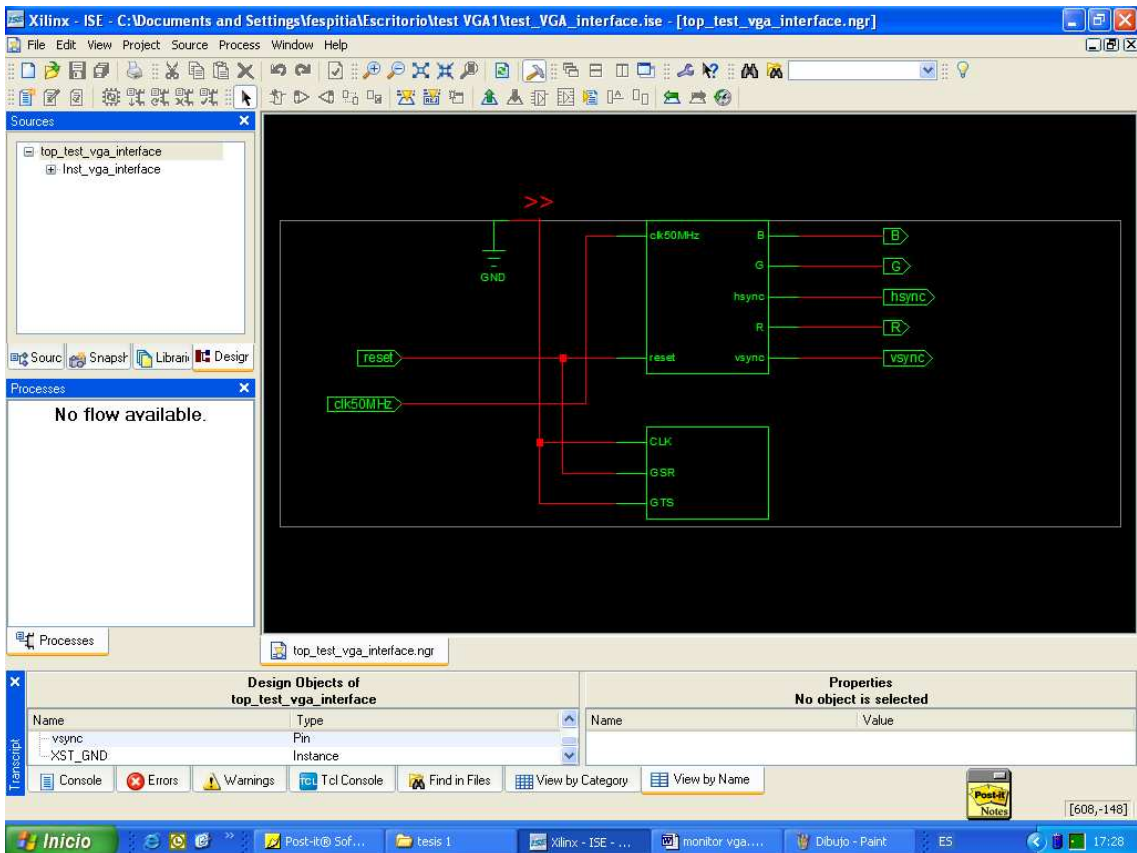 Xilinx - ISE - C:\Documents and Settings\fespitia\Escritorio\test VGA1\test_VGA_interface.ise - [top_test_vga_interface.ngr]
File Edit View Project Source Process Window Help
Sources
top_test_vga_interface
Inst_vga_interface
Sourc Snapsh Librari Desigr
Processes
No flow available.
Processes
>>
GND
reset
clk50MHz
clk50MHz B
G
hsync
R
reset vsync
B
G
hsync
R
vsync
CLK
GSR
GTS
top_test_vga_interface.ngr
Transcript
Design Objects of
top_test_vga_interface
Name Type
vsync Pin
XST_GND Instance
Properties
No object is selected
Name Value
Console Errors Warnings TCL Tcl Console Find in Files View by Category View by Name
Post-it
Notes
[608,-148]
Inicio » Post-it® Sof... tesis 1 Xilinx - ISE - ... monitor vga.... Dibujo - Paint ES 17:28